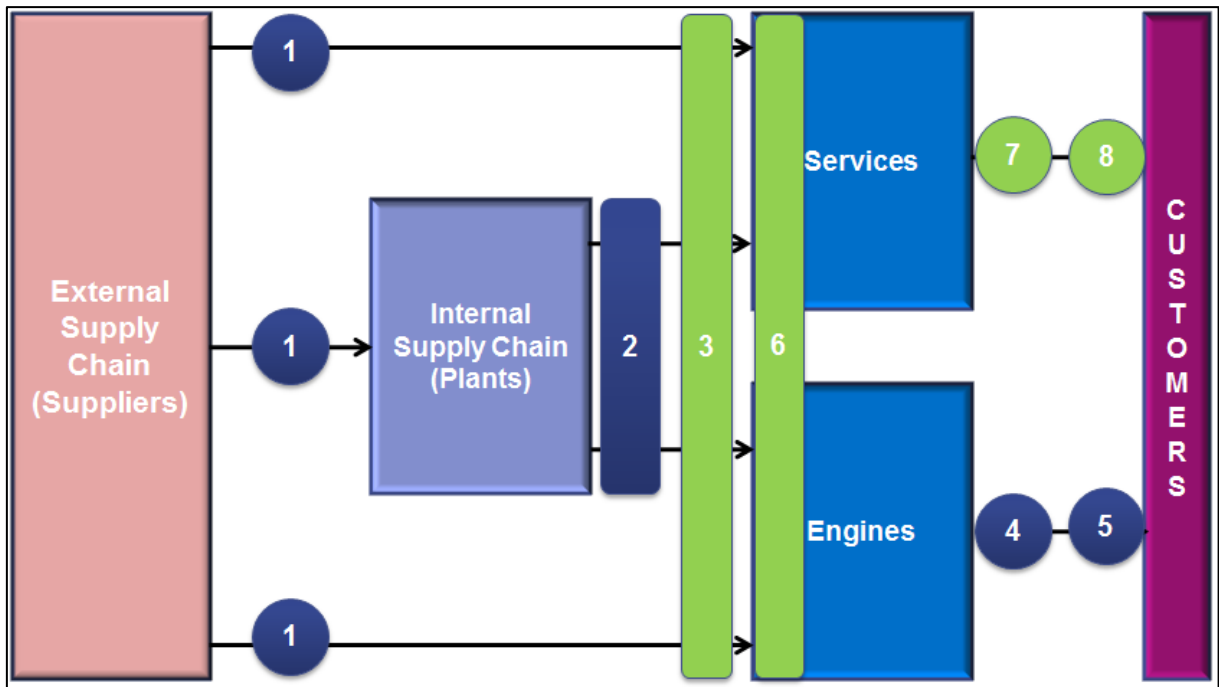 1
Services
7
8
External
Supply
Chain
(Suppliers)
1
Internal
Supply Chain
(Plants)
2
3
6
Engines
4
5
1
C
U
S
T
O
M
E
R
S